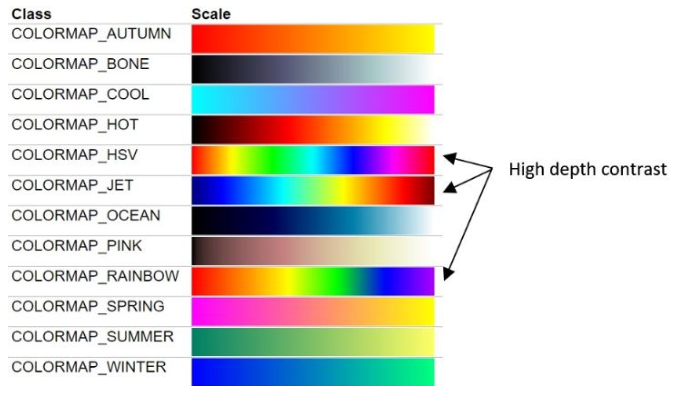 Class Scale
COLORMAP_AUTUMN
COLORMAP_BONE
COLORMAP_COOL
COLORMAP_HOT
COLORMAP_HSV
COLORMAP_JET
COLORMAP_OCEAN
COLORMAP_PINK
COLORMAP_RAINBOW
COLORMAP_SPRING
COLORMAP_SUMMER
COLORMAP_WINTER
High depth contrast